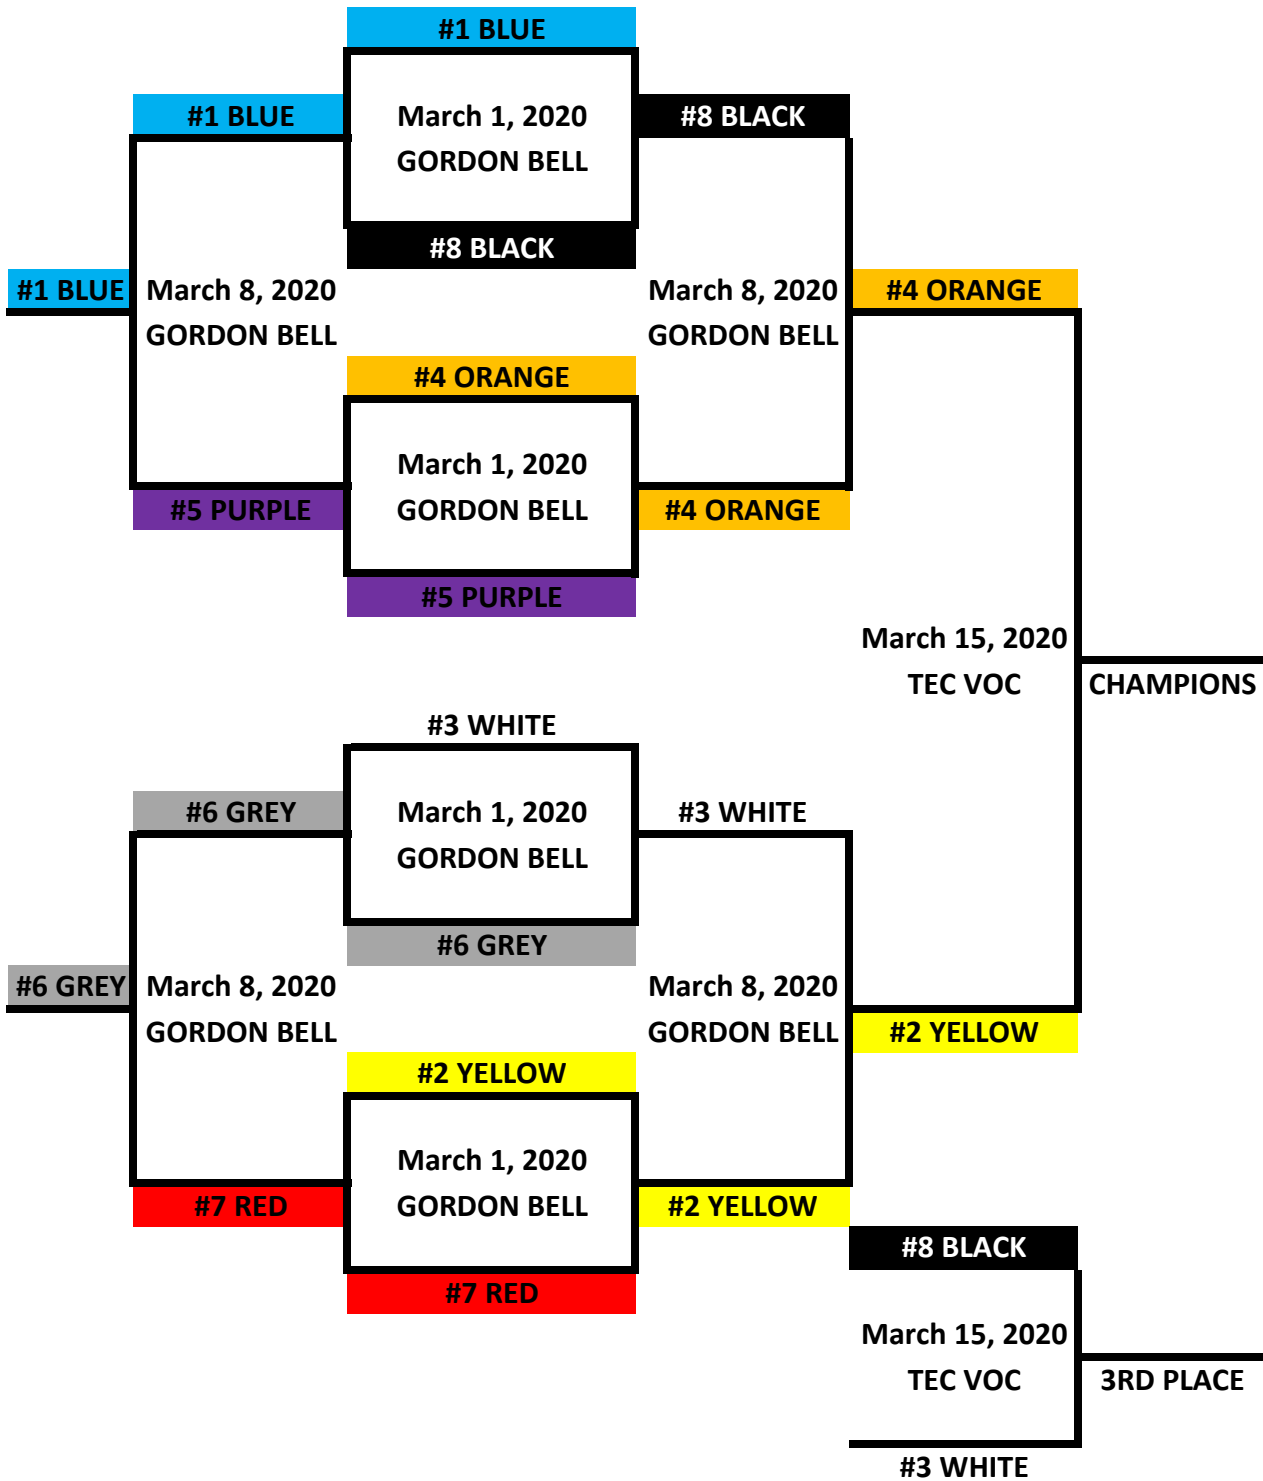 #1 BLUE
#1 BLUE
March 1, 2020
GORDON BELL
#8 BLACK
#8 BLACK
#1 BLUE
March 8, 2020
GORDON BELL
March 8, 2020
GORDON BELL
#4 ORANGE
#4 ORANGE
March 1, 2020
GORDON BELL
#5 PURPLE
#4 ORANGE
#5 PURPLE
March 15, 2020
TEC VOC
CHAMPIONS
#3 WHITE
#6 GREY
March 1, 2020
GORDON BELL
#3 WHITE
#6 GREY
#6 GREY
March 8, 2020
GORDON BELL
March 8, 2020
GORDON BELL
#2 YELLOW
#2 YELLOW
March 1, 2020
GORDON BELL
#7 RED
#2 YELLOW
#7 RED
#8 BLACK
March 15, 2020
TEC VOC
3RD PLACE
#3 WHITE